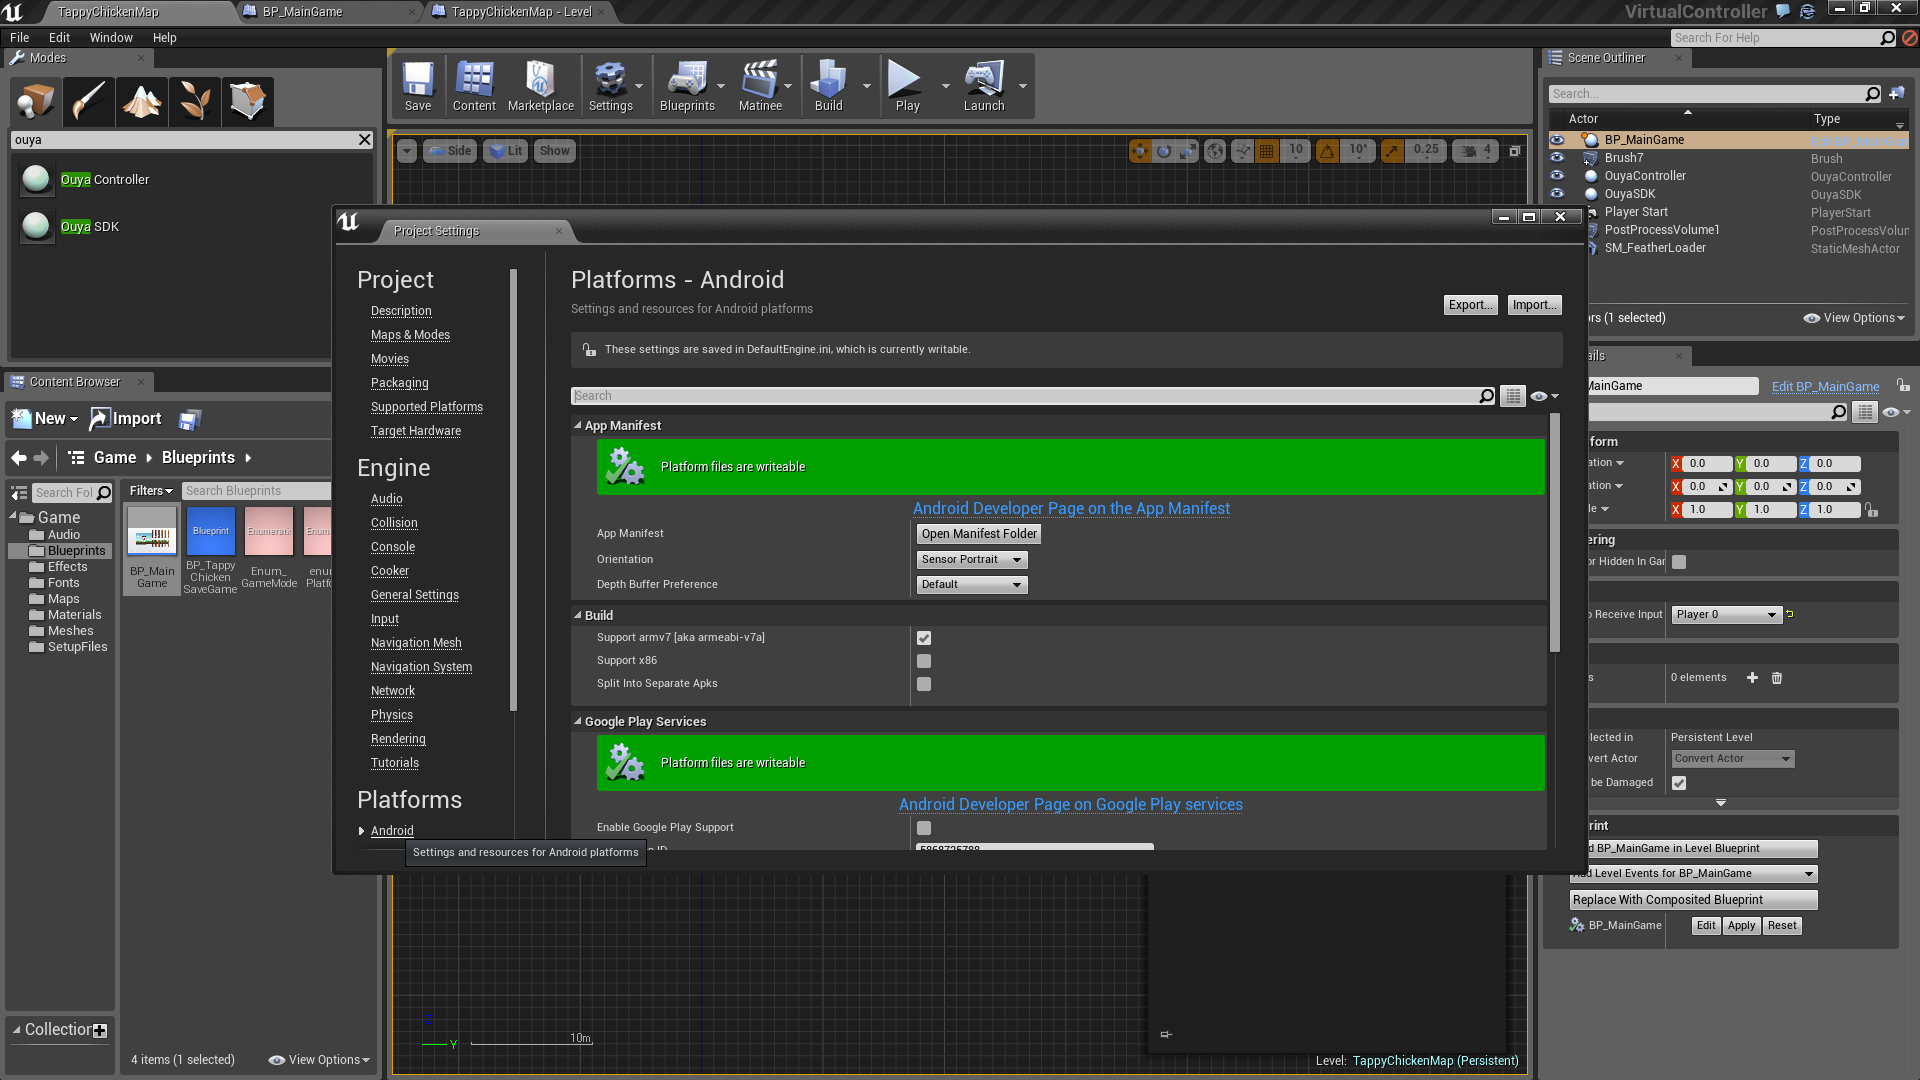 TappyChickenMap
BP_MainGame
TappyChickenMap - Level
VirtualController
File
Edit
Window
Help
Search For Help
Modes
ouya
Ouya Controller
Ouya SDK
Save
Content
Marketplace
Settings
Blueprints
Matinee
Build
Play
Launch
Side
Lit
Show
10
10°
0.25
4
Scene Outliner
Search...
Actor
Type
BP_MainGame
Brush7
Brush
OuyaController
OuyaController
OuyaSDK
OuyaSDK
Player Start
PlayerStart
PostProcessVolume1
PostProcessVolun
SM_FeatherLoader
StaticMeshActor
ors (1 selected)
View Options
Project Settings
Project
Description
Maps & Modes
Movies
Packaging
Supported Platforms
Target Hardware
Engine
Audio
Collision
Console
Cooker
General Settings
Input
Navigation Mesh
Navigation System
Network
Physics
Rendering
Tutorials
Platforms
Android
Settings and resources for Android platforms
Platforms - Android
Settings and resources for Android platforms
Export...
Import...
These settings are saved in DefaultEngine.ini, which is currently writable.
Search
App Manifest
Platform files are writeable
Android Developer Page on the App Manifest
App Manifest
Open Manifest Folder
Orientation
Sensor Portrait
Depth Buffer Preference
Default
Build
Support armv7 [aka armeabi-v7a]
Support x86
Split Into Separate Apks
Google Play Services
Platform files are writeable
Android Developer Page on Google Play services
Enable Google Play Support
Content Browser
New
Import
Game
Blueprints
Search Fol
Filters
Search Blueprints
Game
Audio
Blueprints
Effects
Fonts
Maps
Materials
Meshes
SetupFiles
BP_Main
Game
Blueprint
BP_Tappy
Chicken
SaveGame
Enumeratio
Enum_
GameMode
Enum
enum
Platfo
Collection
4 items (1 selected)
View Options
ails
MainGame
Edit BP_MainGame
form
ation
X 0.0
Y 0.0
Z 0.0
ation
X 0.0
Y 0.0
Z 0.0
le
X 1.0
Y 1.0
Z 1.0
ering
or Hidden In Gar
o Receive Input
Player 0
s
0 elements
elected in
Persistent Level
vert Actor
Convert Actor
be Damaged
rint
d BP_MainGame in Level Blueprint
Add Level Events for BP_MainGame
Replace With Composited Blueprint
BP_MainGame
Edit
Apply
Reset
Y
10m
Level: TappyChickenMap (Persistent)